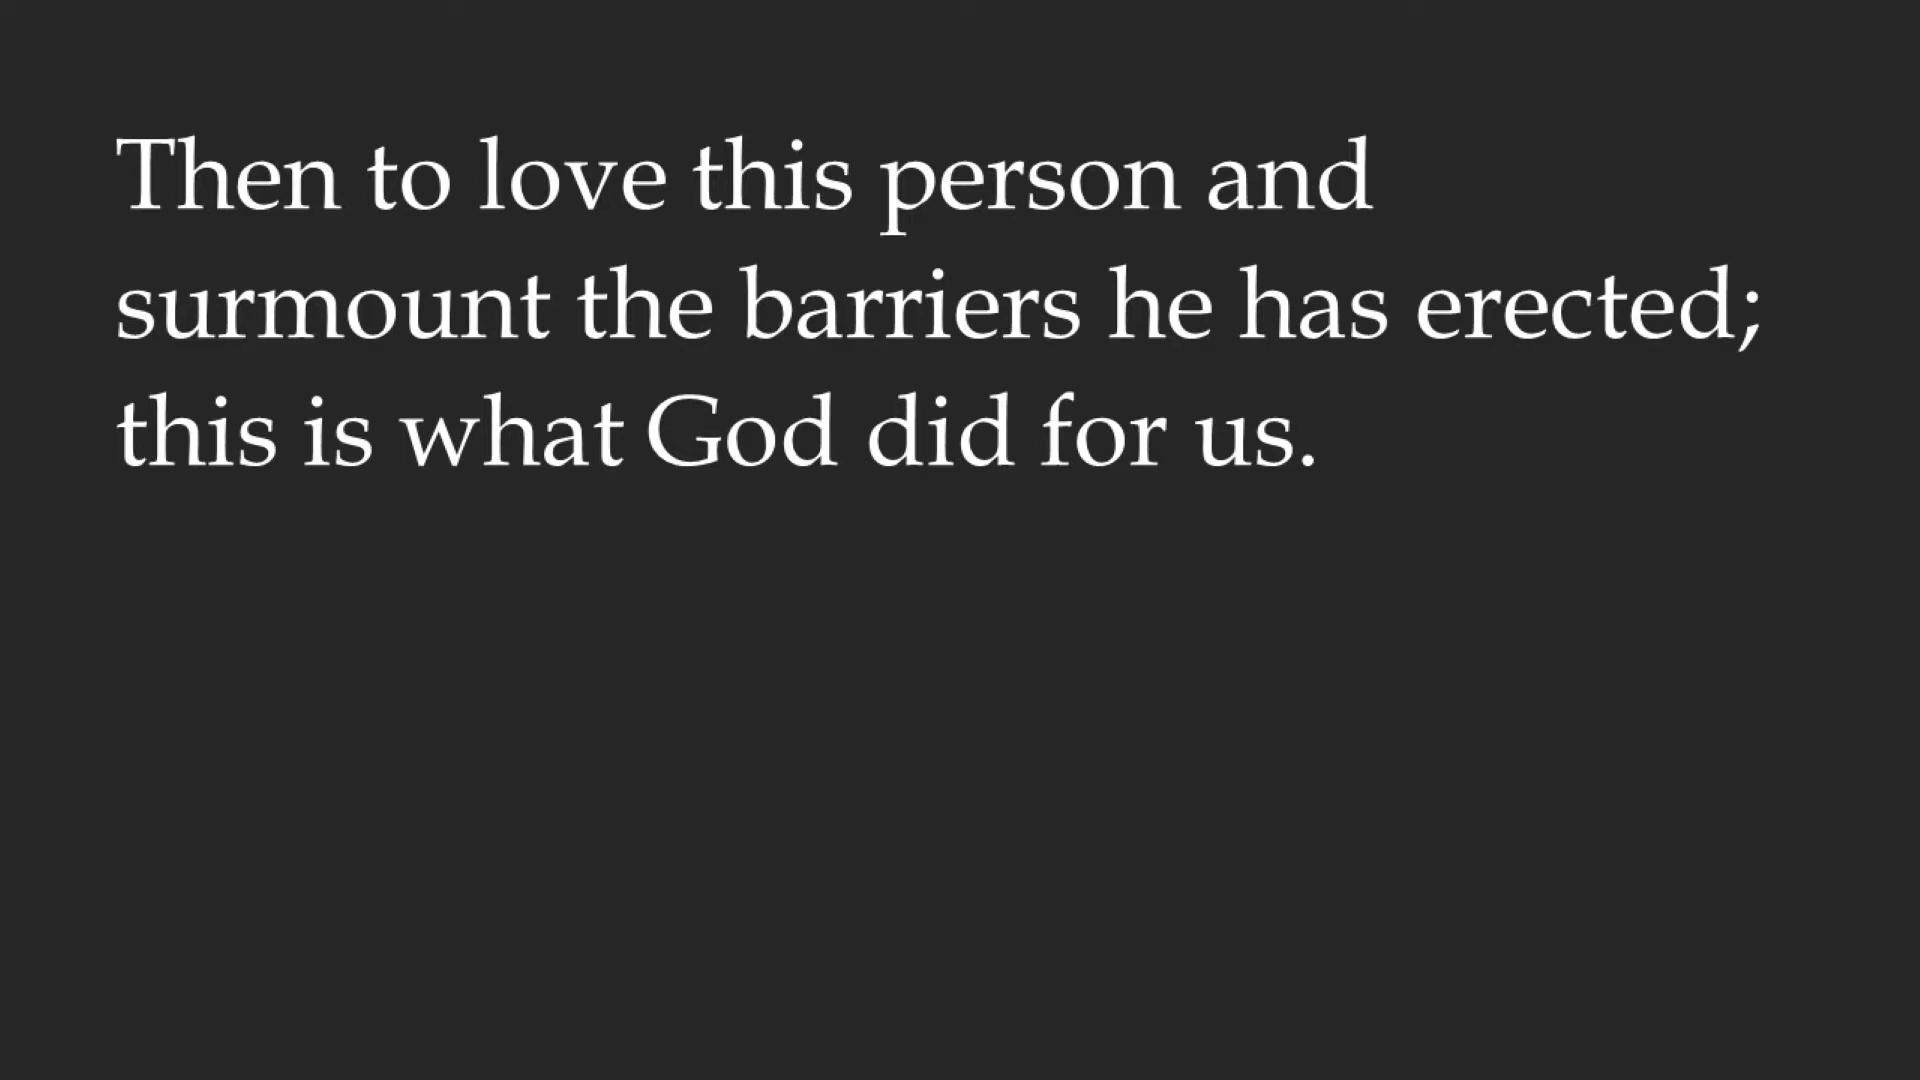 Then to love this person and
surmount the barriers he has erected;
this is what God did for us.